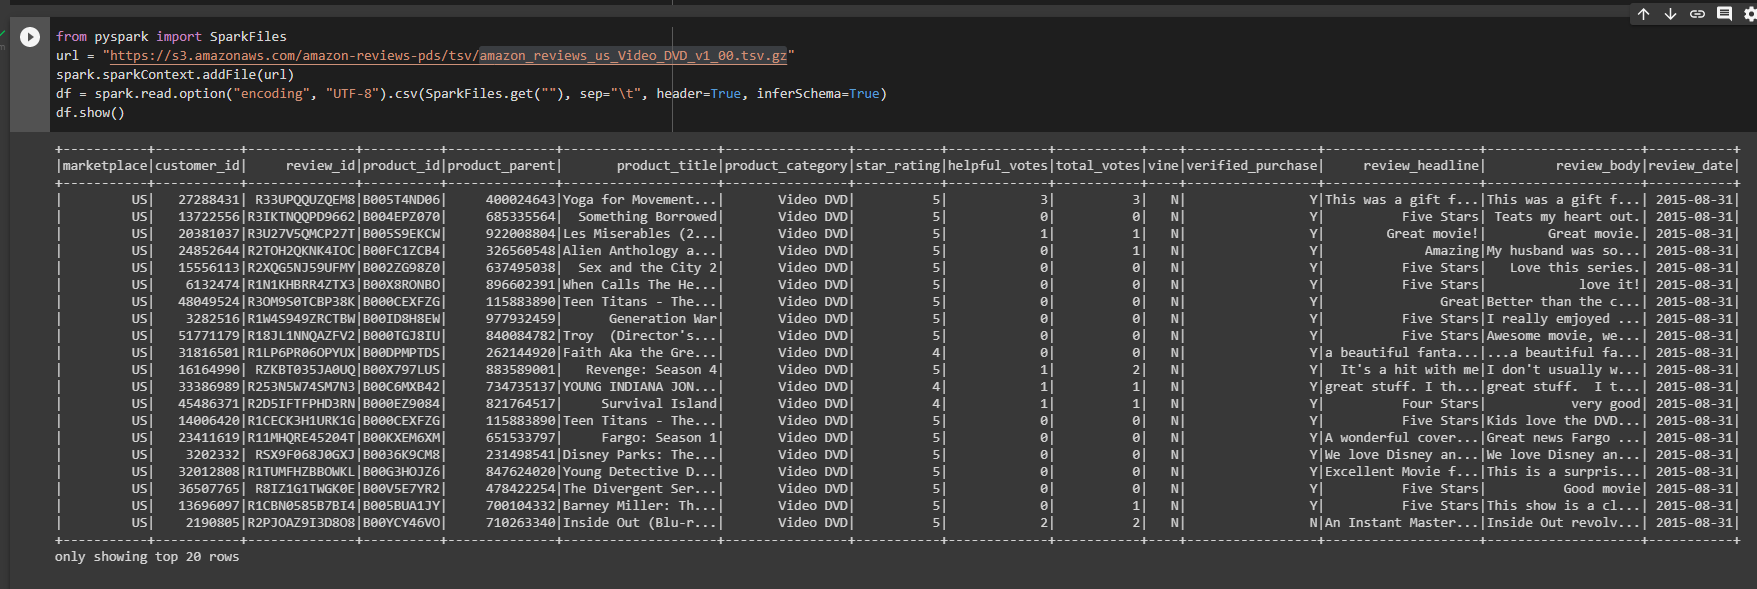 from pyspark import SparkFiles
url = "https://s3.amazonaws.com/amazon-reviews-pds/tsv/amazon_reviews_us_Video_DVD_v1_00.tsv.gz"
spark.sparkContext.addFile(url)
df = spark.read.option("encoding", "UTF-8").csv(SparkFiles.get(""), sep="\t", header=True, inferSchema=True)
df.show()
|marketplace|customer_id|     review_id|product_id|product_parent|       product_title|product_category|star_rating|helpful_votes|total_votes|vine|verified_purchase|     review_headline|         review_body|review_date|
|         US|   27288431| R33UPQQUZQEM8|B005T4ND06|     400024643|Yoga for Movement...|       Video DVD|          5|            3|          3|   N|                Y|This was a gift f...|This was a gift f...| 2015-08-31|
|         US|   13722556|R3IKTNQQPD9662|B004EPZ070|     685335564|  Something Borrowed|       Video DVD|          5|            0|          0|   N|                Y|          Five Stars| Teats my heart out.| 2015-08-31|
|         US|   20381037|R3U27V5QMCP27T|B005S9EKCW|     922008804|Les Miserables (2...|       Video DVD|          5|            1|          1|   N|                Y|        Great movie!|        Great movie.| 2015-08-31|
|         US|   24852644|R2TOH2QKNK4IOC|B00FC1ZCB4|     326560548|Alien Anthology a...|       Video DVD|          5|            0|          1|   N|                Y|             Amazing|My husband was so...| 2015-08-31|
|         US|   15556113|R2XQG5NJ59UFMY|B002ZG98Z0|     637495038|  Sex and the City 2|       Video DVD|          5|            0|          0|   N|                Y|          Five Stars|   Love this series.| 2015-08-31|
|         US|    6132474|R1N1KHBRR4ZTX3|B00X8RONBO|     896602391|When Calls The He...|       Video DVD|          5|            0|          0|   N|                Y|          Five Stars|            love it!| 2015-08-31|
|         US|   48049524|R3OM9S0TCBP38K|B000CEXFZG|     115883890|Teen Titans - The...|       Video DVD|          5|            0|          0|   N|                Y|               Great|Better than the c...| 2015-08-31|
|         US|    3282516|R1W4S949ZRCTBW|B00ID8H8EW|     977932459|      Generation War|       Video DVD|          5|            0|          0|   N|                Y|          Five Stars|I really emjoyed ...| 2015-08-31|
|         US|   51771179|R18JL1NNQAZFV2|B000TGJ8IU|     840084782|Troy  (Director's...|       Video DVD|          5|            0|          0|   N|                Y|          Five Stars|Awesome movie, we...| 2015-08-31|
|         US|   31816501|R1LP6PR06OPYUX|B00DPMPTDS|     262144920|Faith Aka the Gre...|       Video DVD|          4|            0|          0|   N|                Y|a beautiful fanta...|...a beautiful fa...| 2015-08-31|
|         US|   16164990| RZKBT035JA0UQ|B00X797LUS|     883589001|   Revenge: Season 4|       Video DVD|          5|            1|          2|   N|                Y|  It's a hit with me|I don't usually w...| 2015-08-31|
|         US|   33386989|R253N5W74SM7N3|B00C6MXB42|     734735137|YOUNG INDIANA JON...|       Video DVD|          4|            1|          1|   N|                Y|great stuff. I th...|great stuff.  I t...| 2015-08-31|
|         US|   45486371|R2D5IFTFPHD3RN|B000EZ9084|     821764517|     Survival Island|       Video DVD|          4|            1|          1|   N|                Y|          Four Stars|           very good| 2015-08-31|
|         US|   14006420|R1CECK3H1URK1G|B000CEXFZG|     115883890|Teen Titans - The...|       Video DVD|          5|            0|          0|   N|                Y|          Five Stars|Kids love the DVD...| 2015-08-31|
|         US|   23411619|R11MHQRE45204T|B00KXEM6XM|     651533797|     Fargo: Season 1|       Video DVD|          5|            0|          0|   N|                Y|A wonderful cover...|Great news Fargo ...| 2015-08-31|
|         US|    3202332| RSX9F068J0GXJ|B0036K9CM8|     231498541|Disney Parks: The...|       Video DVD|          5|            0|          0|   N|                Y|We love Disney an...|We love Disney an...| 2015-08-31|
|         US|   32012808|R1TUMFHZBBOWKL|B00G3HOJZ6|     847624020|Young Detective D...|       Video DVD|          5|            0|          0|   N|                Y|Excellent Movie f...|This is a surpris...| 2015-08-31|
|         US|   36507765| R8IZ1G1TWGK0E|B00V5E7YR2|     478422254|The Divergent Ser...|       Video DVD|          5|            0|          0|   N|                Y|          Five Stars|          Good movie| 2015-08-31|
|         US|   13696097|R1CBN0585B7BI4|B005BUA1JY|     700104332|Barney Miller: Th...|       Video DVD|          5|            0|          1|   N|                Y|          Five Stars|This show is a cl...| 2015-08-31|
|         US|    2190805|R2PJOAZ9I3D8O8|B00YCY46VO|     710263340|Inside Out (Blu-r...|       Video DVD|          5|            2|          2|   N|                N|An Instant Master...|Inside Out revolv...| 2015-08-31|
only showing top 20 rows